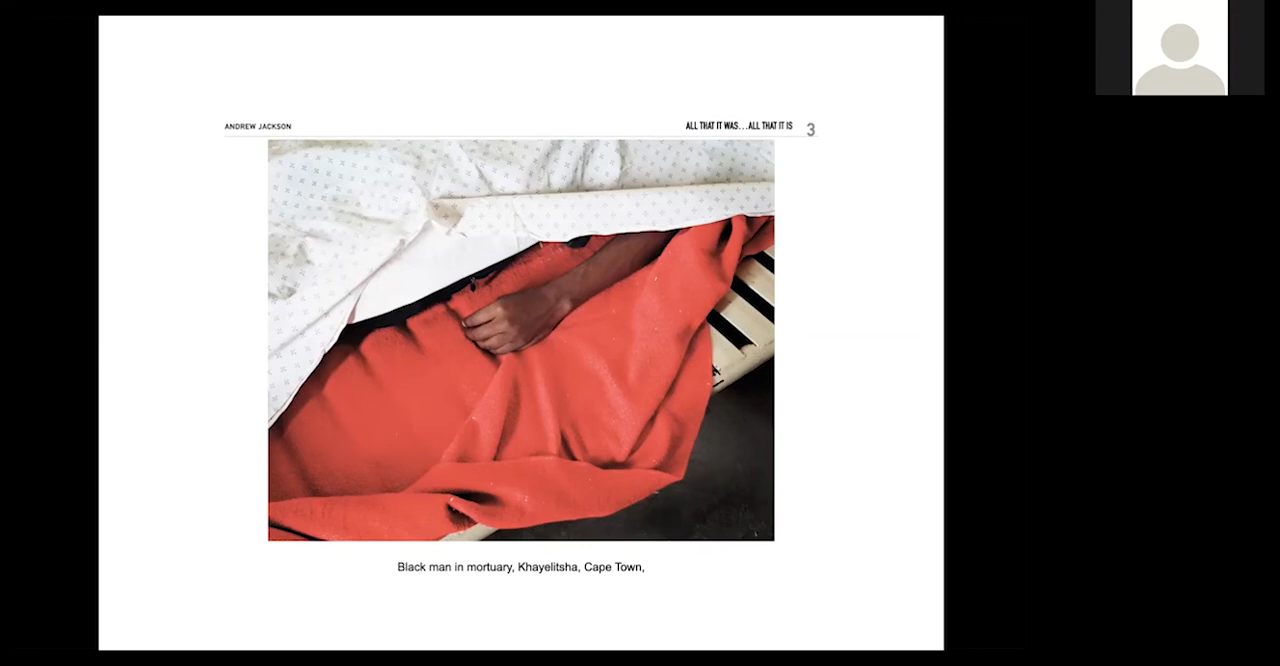 ANDREW JACKSON
ALL THAT IT WAS...ALL THAT IT IS 3
Black man in mortuary, Khayelitsha, Cape Town,